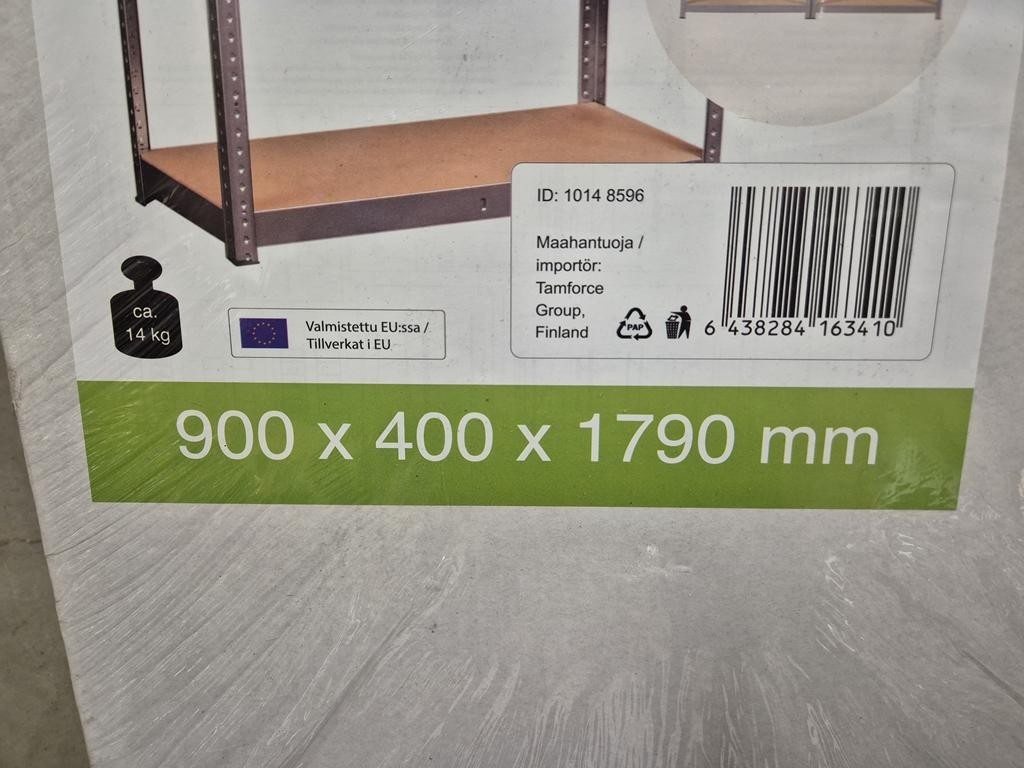 ID: 1014 8596
Maahantuoja /
importör:
Tamforce
Group,
Finland
PAP
6 438284 163410
ca.
14 kg
Valmistettu EU:ssa /
Tillverkat i EU
900 x 400 x 1790 mm